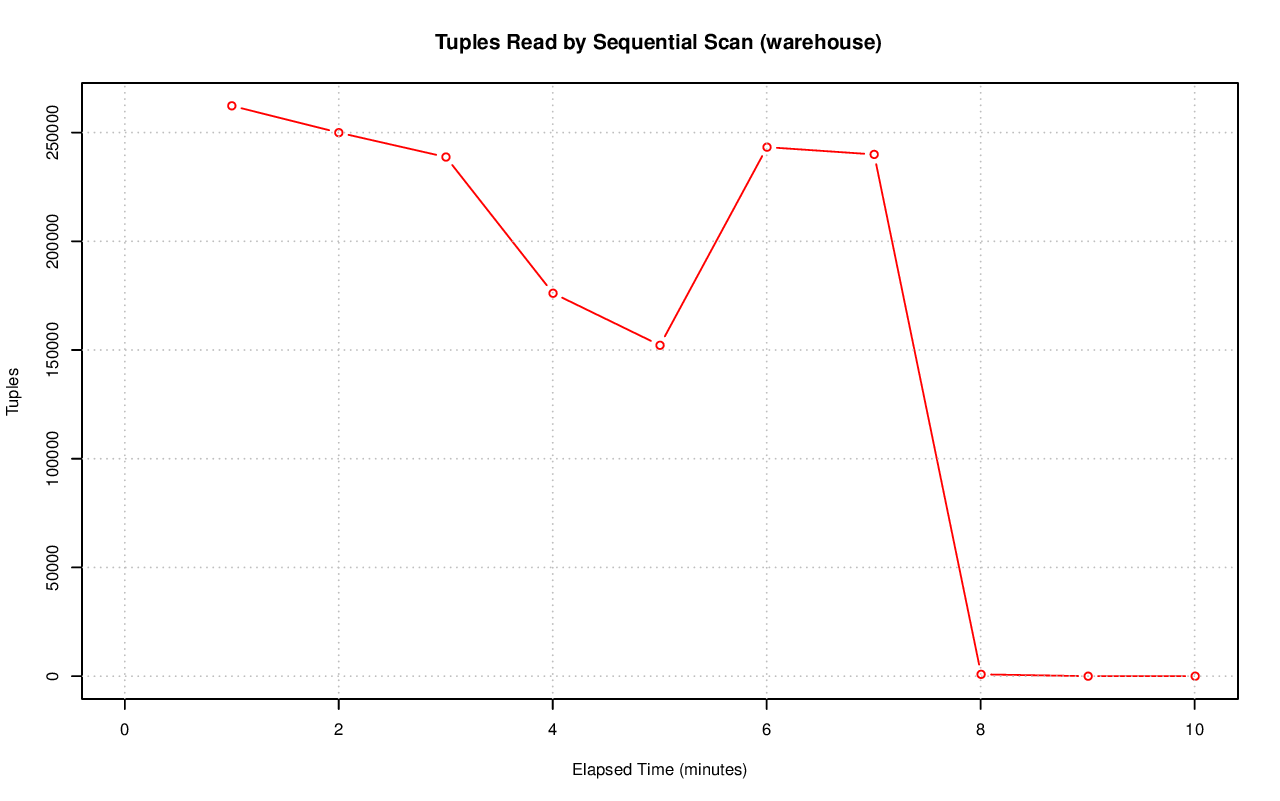 Tuples Read by Sequential Scan (warehouse)
250000
200000
150000
100000
50000
0
Tuples
0 2 4 6 8 10
Elapsed Time (minutes)